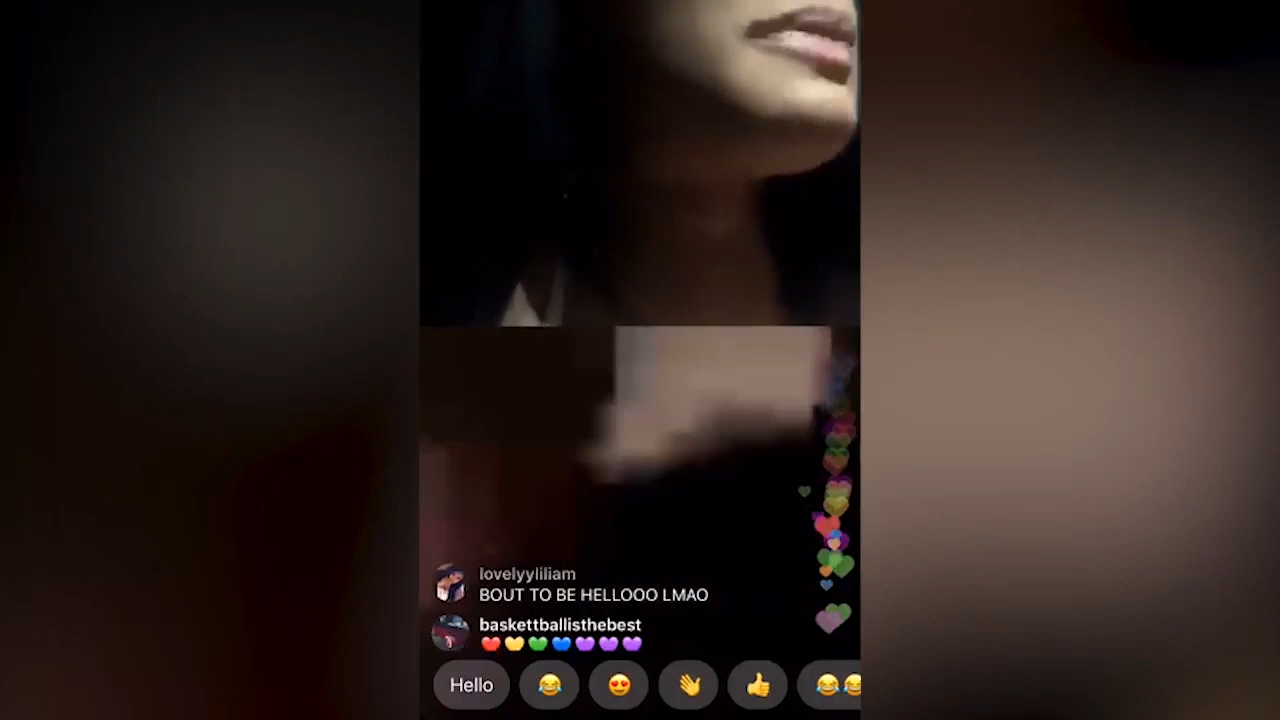 lovelyyliliam
BOUT TO BE HELLOOO LMAO
baskettballisthebest
❤️💛💚💙💜💜💜
Hello 😂 😍 👋 👍 😂😂